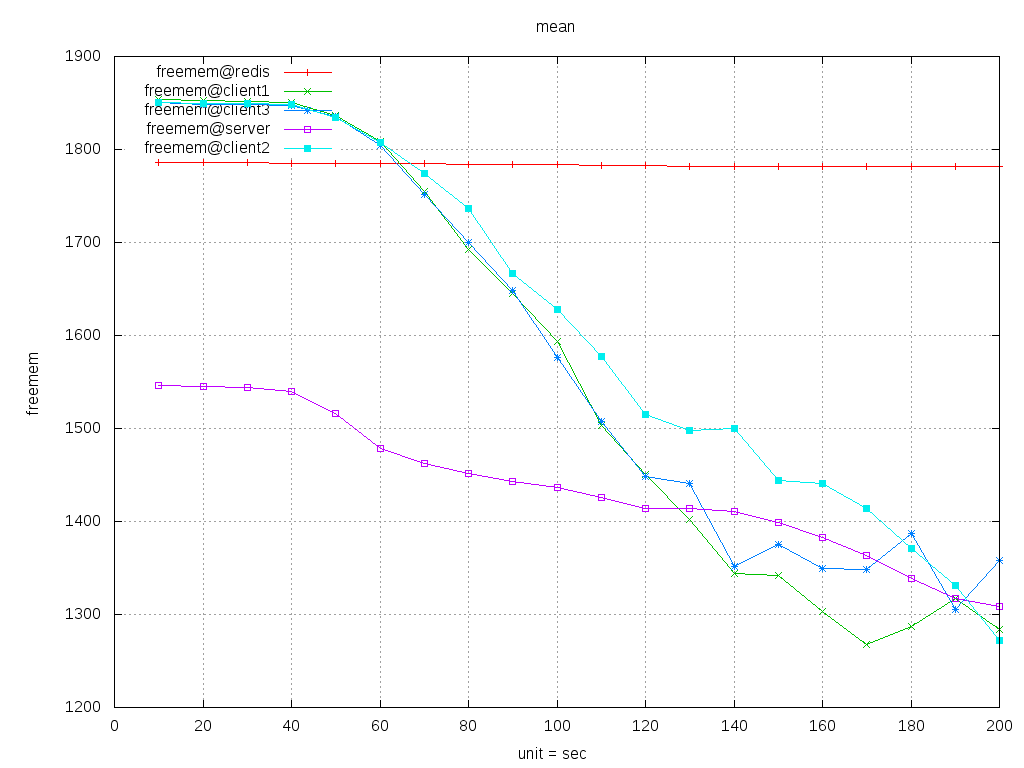 mean
freemem@redis
freemem@client1
freemem@client3
freemem@server
freemem@client2
1900
1800
1700
1600
1500
1400
1300
1200
freemem
0 20 40 60 80 100 120 140 160 180 200
unit = sec